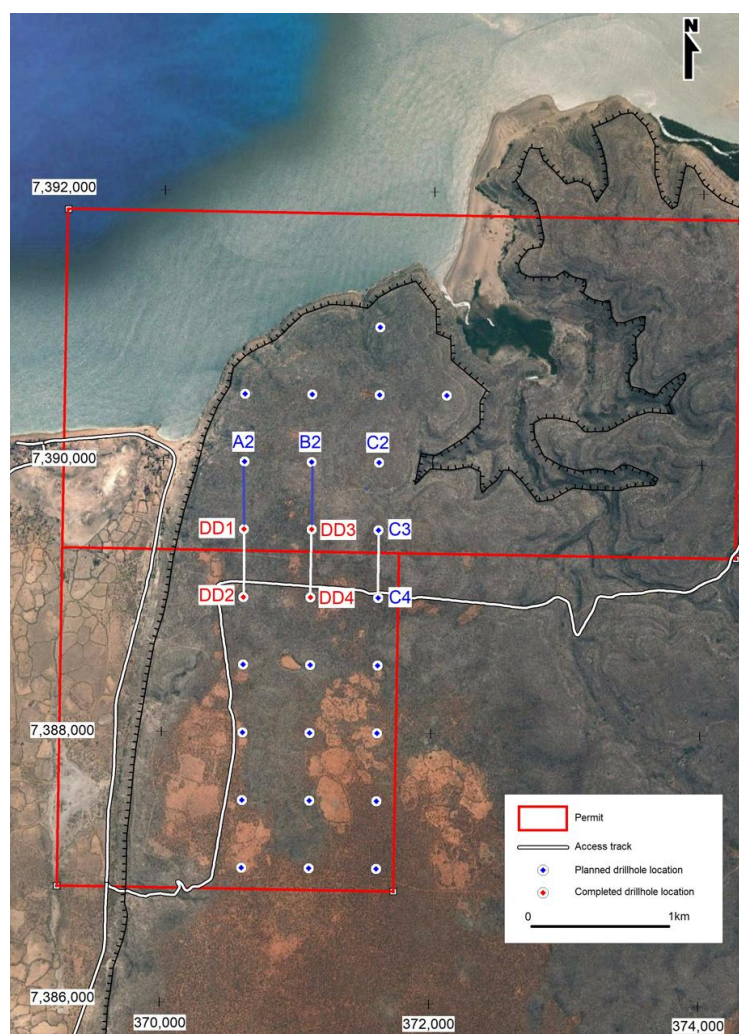 N
7,392,000
A2
B2
C2
7,390,000
DD1
DD3
C3
DD2
DD4
C4
7,388,000
Permit
Access track
Planned drillhole location
Completed drillhole location
0
1km
7,386,000
370,000
372,000
374,000